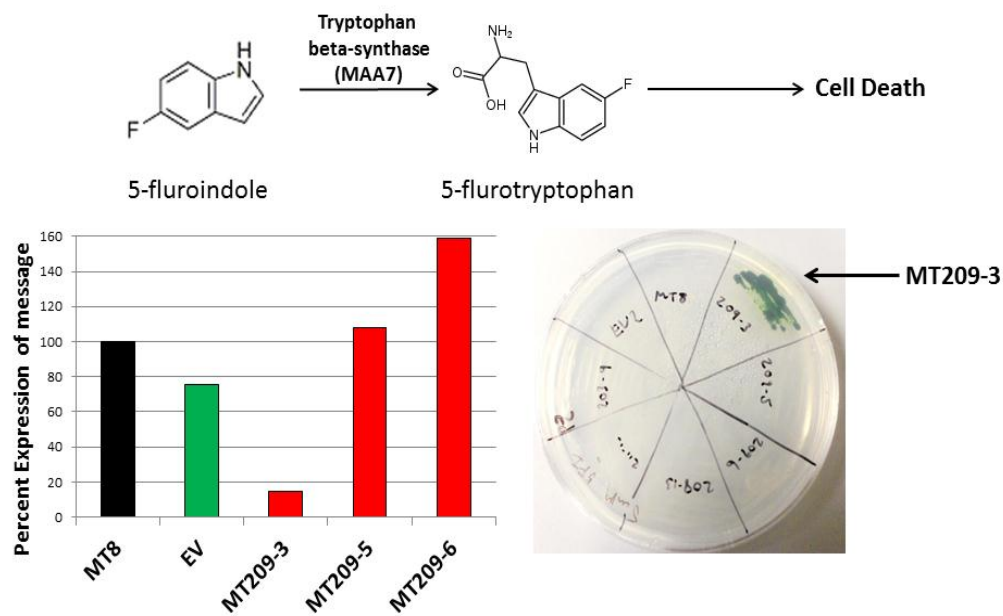 Tryptophan
beta-synthase
(MAA7)
H
N
F
NH₂
O
OH
F
N
H
Cell Death
5-fluroindole
5-flurotryptophan
Percent Expression of message
160
140
120
100
80
60
40
20
0
MT8
EV
MT209-3
MT209-5
MT209-6
MT8
209-3
EV2
209-5
209-4
209-6
209-13
MT209-3